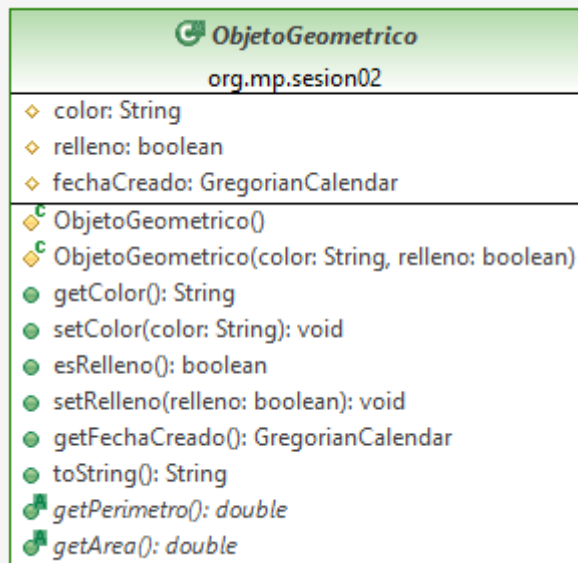 ObjetoGeometrico
org.mp.sesion02
color: String
relleno: boolean
fechaCreado: GregorianCalendar
ObjetoGeometrico()
ObjetoGeometrico(color: String, relleno: boolean)
getColor(): String
setColor(color: String): void
esRelleno(): boolean
setRelleno(relleno: boolean): void
getFechaCreado(): GregorianCalendar
toString(): String
getPerimetro(): double
getArea(): double